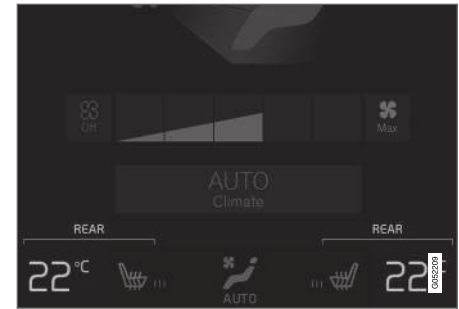 Off
Max
AUTO
Climate
REAR REAR
22°C 22°
AUTO
G052209